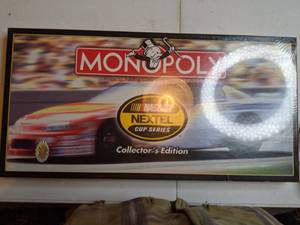 MONOPOLY
NASCAR
NEXTEL
CUP SERIES
Collector's Edition